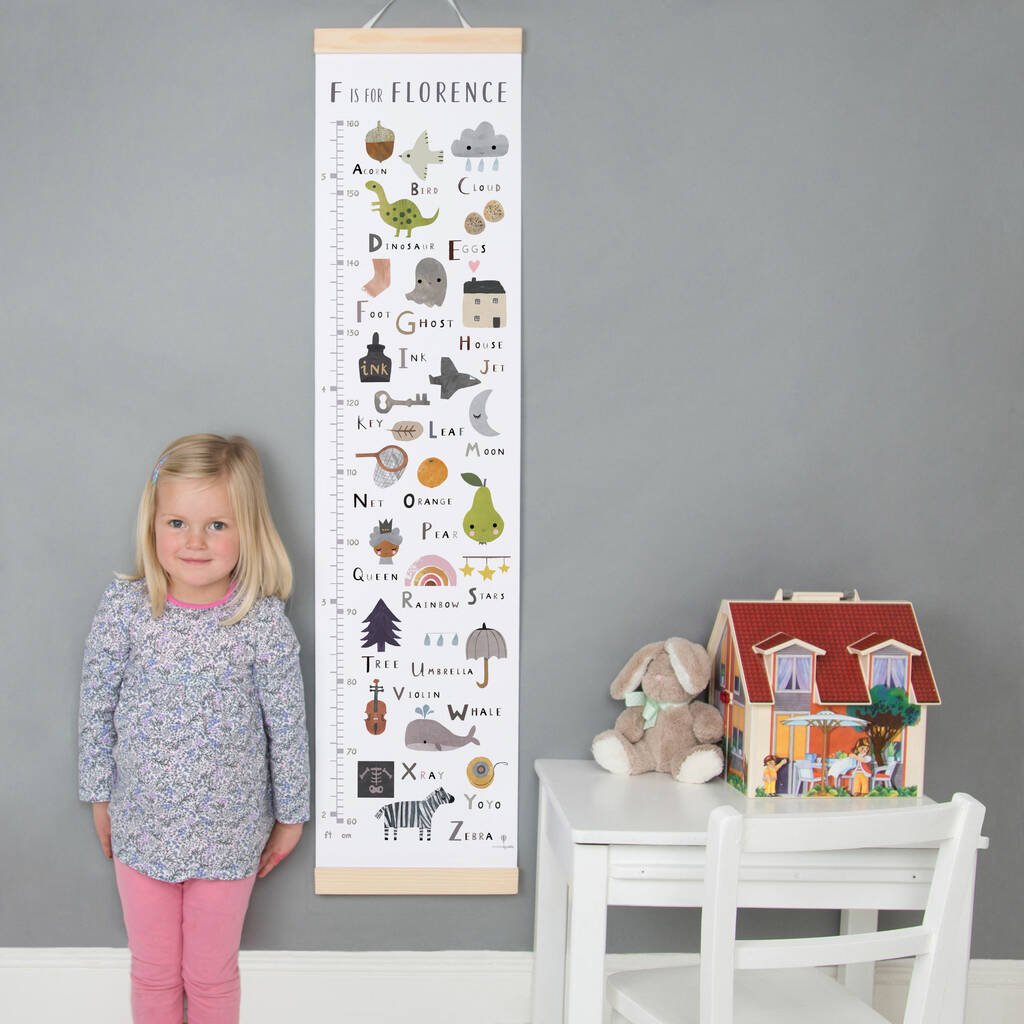 F IS FOR FLORENCE
160
ACORN
5
BIRD CLOUD
150
DINOSAUR EGGS
140
FOOT GHOST
130
HOUSE
INK
INK JET
4
120
KEY LEAF
MOON
110
NET ORANGE
PEAR
100
QUEEN
3
RAINBOW STARS
90
TREE UMBRELLA
80
VIOLIN
WHALE
70
XRAY
YOYO
2
60
ZEBRA
ft cm